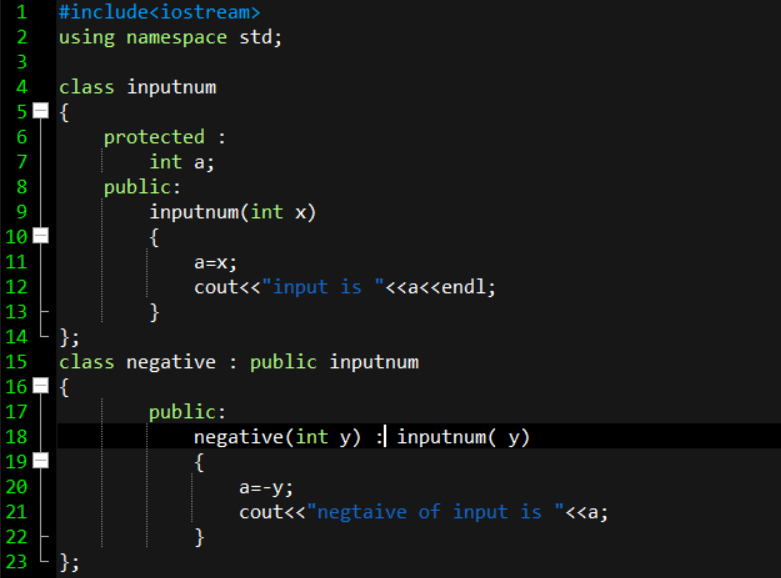 1 #include<iostream>
2 using namespace std;
3
4 class inputnum
5 {
6 protected :
7 int a;
8 public:
9 inputnum(int x)
10 {
11 a=x;
12 cout<<"input is "<<a<<endl;
13 }
14 };
15 class negative : public inputnum
16 {
17 public:
18 negative(int y) : inputnum( y)
19 {
20 a=-y;
21 cout<<"negtaive of input is "<<a;
22 }
23 };